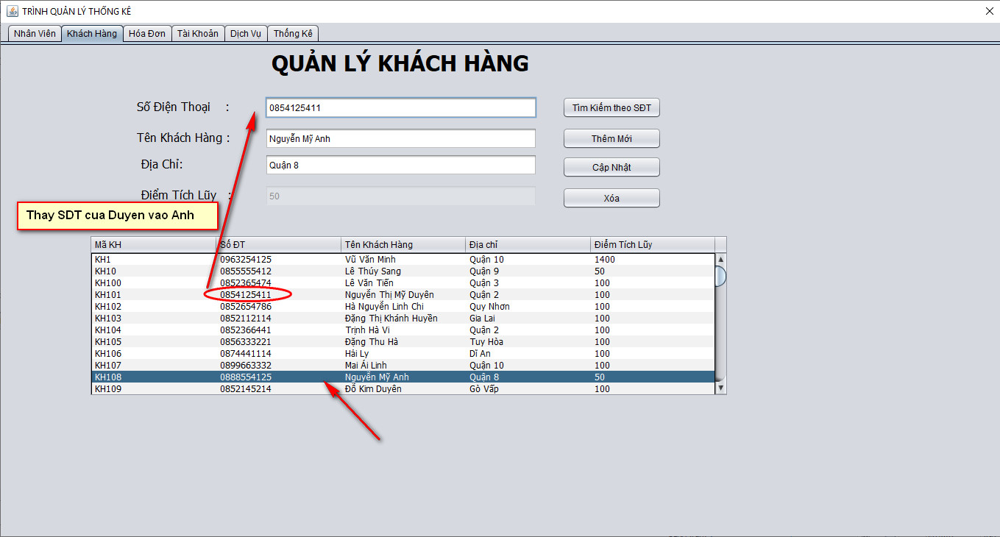 TRÌNH QUẢN LÝ THỐNG KÊ
Nhân Viên Khách Hàng Hóa Đơn Tài Khoản Dịch Vụ Thống Kê
QUẢN LÝ KHÁCH HÀNG
Số Điện Thoại : 0854125411 Tìm Kiếm theo SĐT
Tên Khách Hàng : Nguyễn Mỹ Anh Thêm Mới
Địa Chỉ: Quận 8 Cập Nhật
Điểm Tích Lũy : 50 Xóa
Thay SDT cua Duyen vao Anh
Mã KH Số ĐT Tên Khách Hàng Địa chỉ Điểm Tích Lũy
KH1 0963254125 Vũ Văn Minh Quận 10 1400
KH10 0855555412 Lê Thúy Sang Quận 9 50
KH100 0852365474 Lê Văn Tiến Quận 3 100
KH101 0854125411 Nguyễn Thị Mỹ Duyên Quận 2 100
KH102 0852654786 Hà Nguyễn Linh Chi Quy Nhơn 100
KH103 0852112114 Đặng Thị Khánh Huyền Gia Lai 100
KH104 0852366441 Trịnh Hà Vi Quận 2 100
KH105 0856333221 Đặng Thu Hà Tuy Hòa 100
KH106 0874441114 Hải Ly Dĩ An 100
KH107 0899663332 Mai Ái Linh Quận 10 100
KH108 0888554125 Nguyễn Mỹ Anh Quận 8 50
KH109 0852145214 Đỗ Kim Duyên Gò Vấp 100